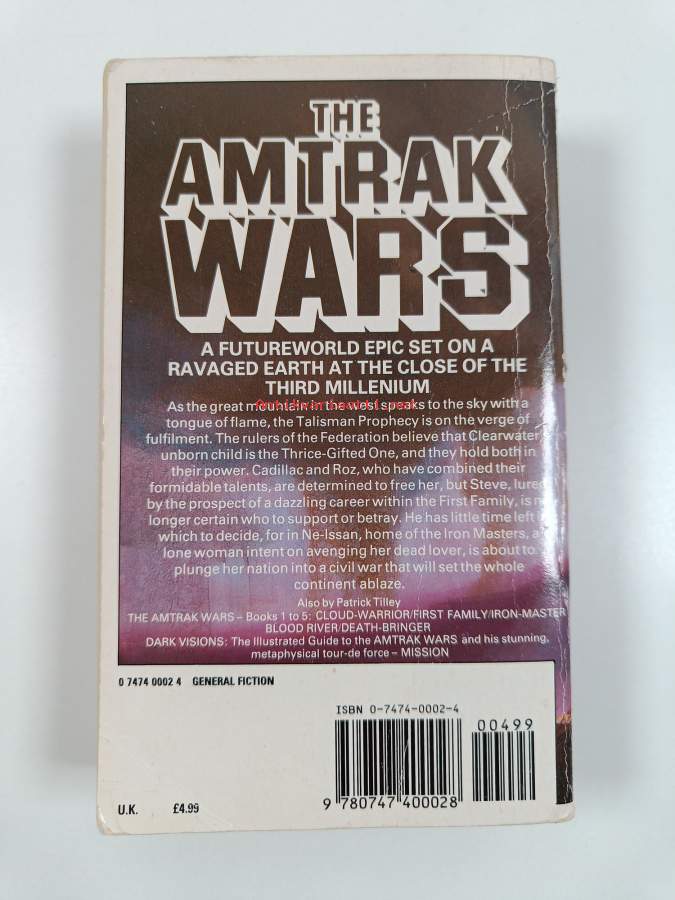 THE
AMTRAK
WARS
A FUTUREWORLD EPIC SET ON A
RAVAGED EARTH AT THE CLOSE OF THE
THIRD MILLENIUM
As the great mountain in the west speaks to the sky with a
tongue of flame, the Talisman Prophecy is on the verge of
fulfilment. The rulers of the Federation believe that Clearwater's
unborn child is the Thrice-Gifted One, and they hold both in
their power. Cadillac and Roz, who have combined their
formidable talents, are determined to free her, but Steve, lured
by the prospect of a dazzling career within the First Family, is no
longer certain who to support or betray. He has little time left
which to decide, for in Ne-Issan, home of the Iron Masters, a
lone woman intent on avenging her dead lover, is about to
plunge her nation into a civil war that will set the whole
continent ablaze.
Also by Patrick Tilley
THE AMTRAK WARS – Books 1 to 5: CLOUD-WARRIOR/FIRST FAMILY/IRON-MASTER
BLOOD RIVER/DEATH-BRINGER
DARK VISIONS: The Illustrated Guide to the AMTRAK WARS and his stunning,
metaphysical tour-de force – MISSION
0 7474 0002 4 GENERAL FICTION
ISBN 0-7474-0002-4
00499
9 780747 400028
U.K. £4.99